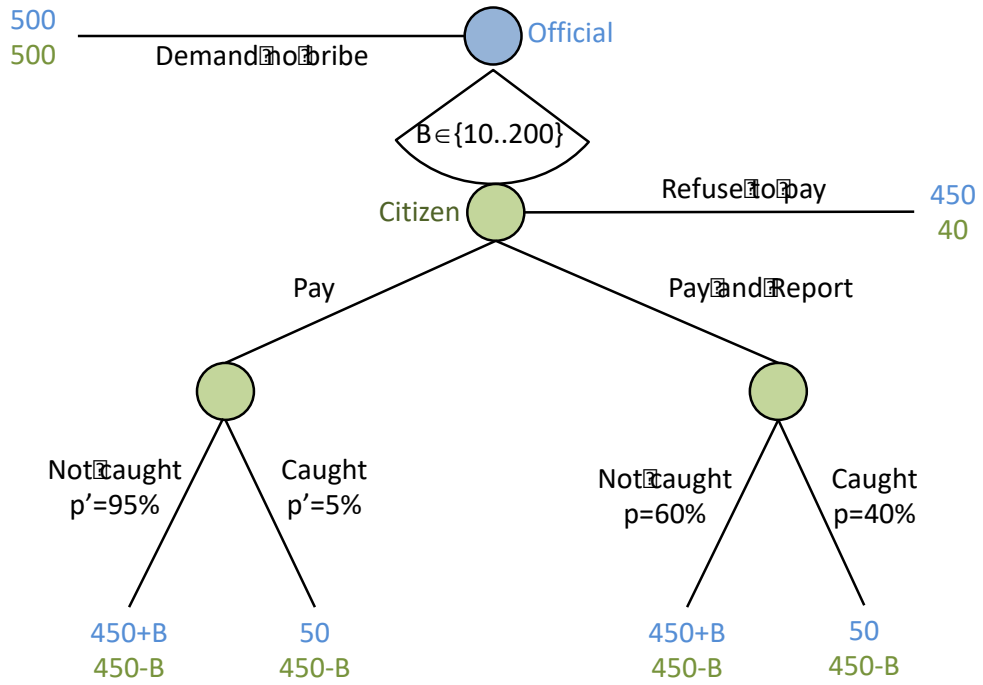 500
500
Demand no bribe
Official
B∈{10..200}
Citizen
Refuse to pay
450
40
Pay
Pay and Report
Not caught
p'=95%
Caught
p'=5%
Not caught
p=60%
Caught
p=40%
450+B
450-B
50
450-B
450+B
450-B
50
450-B